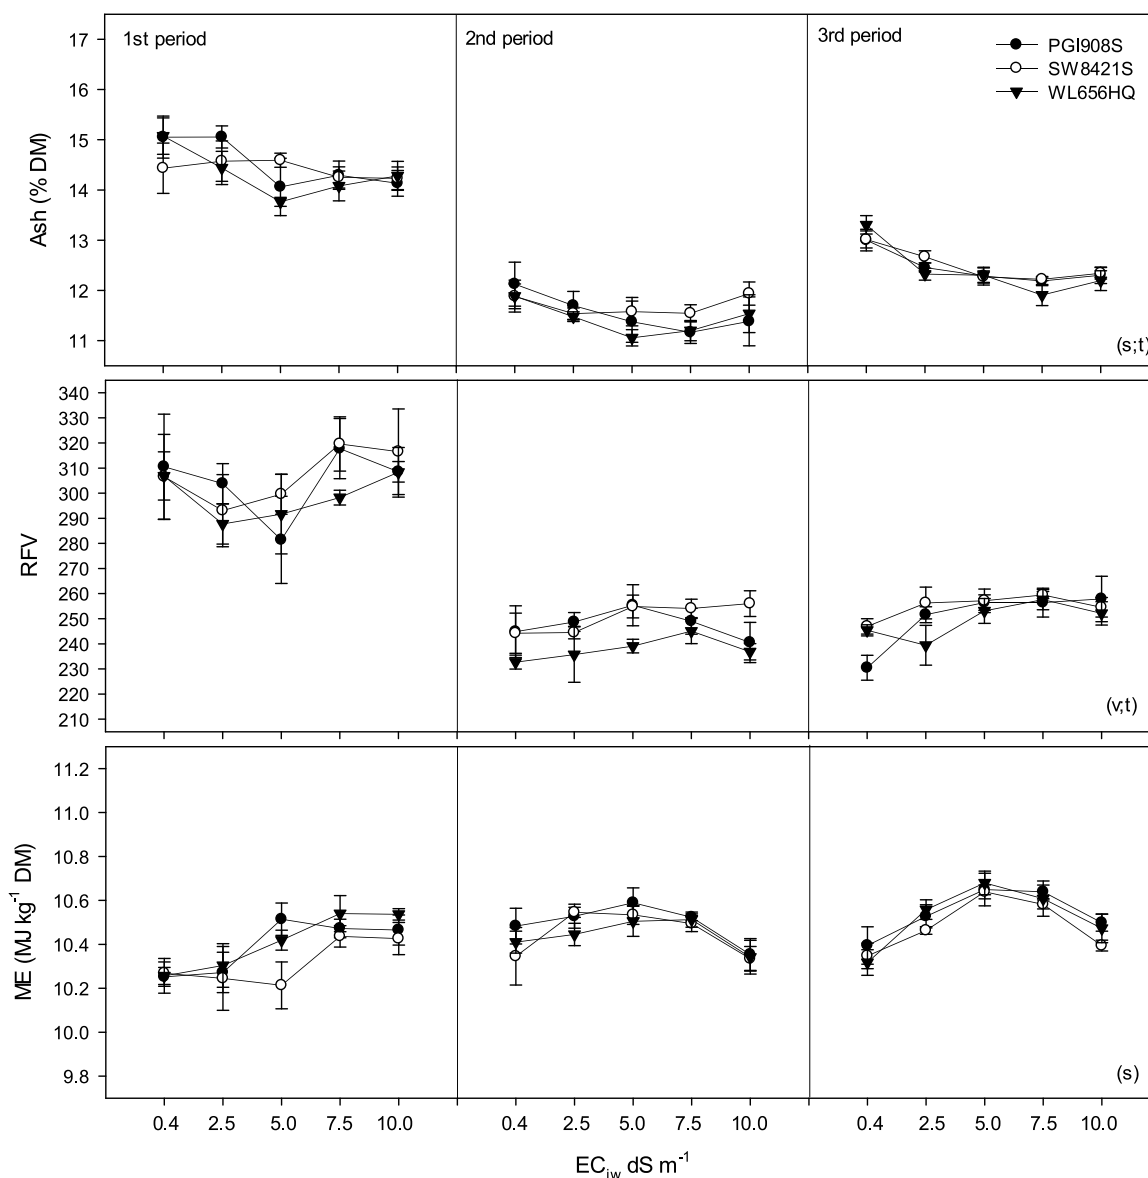 1st period
2nd period
3rd period
PGI908S
SW8421S
WL656HQ
Ash (% DM)
17
16
15
14
13
12
11
(s;t)
RFV
340
330
320
310
300
290
280
270
260
250
240
230
220
210
(v;t)
ME (MJ kg⁻¹ DM)
11.2
11.0
10.8
10.6
10.4
10.2
10.0
9.8
(s)
0.4 2.5 5.0 7.5 10.0 0.4 2.5 5.0 7.5 10.0 0.4 2.5 5.0 7.5 10.0
EC_iw dS m⁻¹